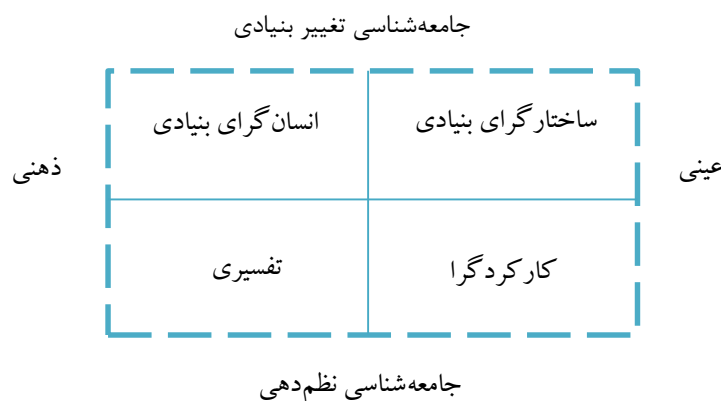 جامعه‌شناسی تغییر بنیادی
ساختارگرای بنیادی
انسان‌گرای بنیادی
عینی
ذهنی
کارکردگرا
تفسیری
جامعه‌شناسی نظم‌دهی